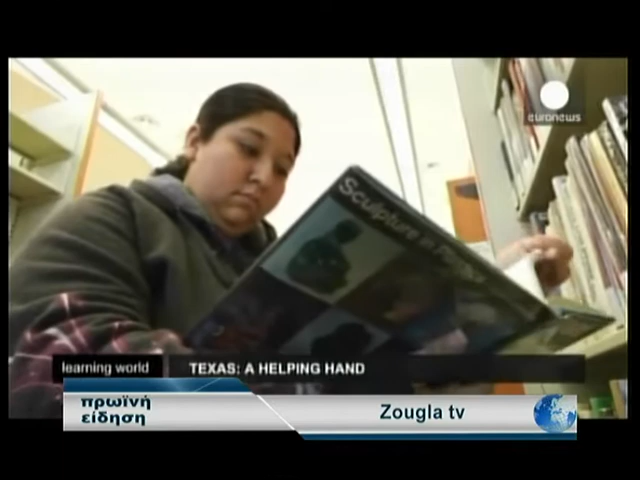 euronews
Sculpture in
learning world
TEXAS: A HELPING HAND
πρωϊνή
είδηση
Zougla tv